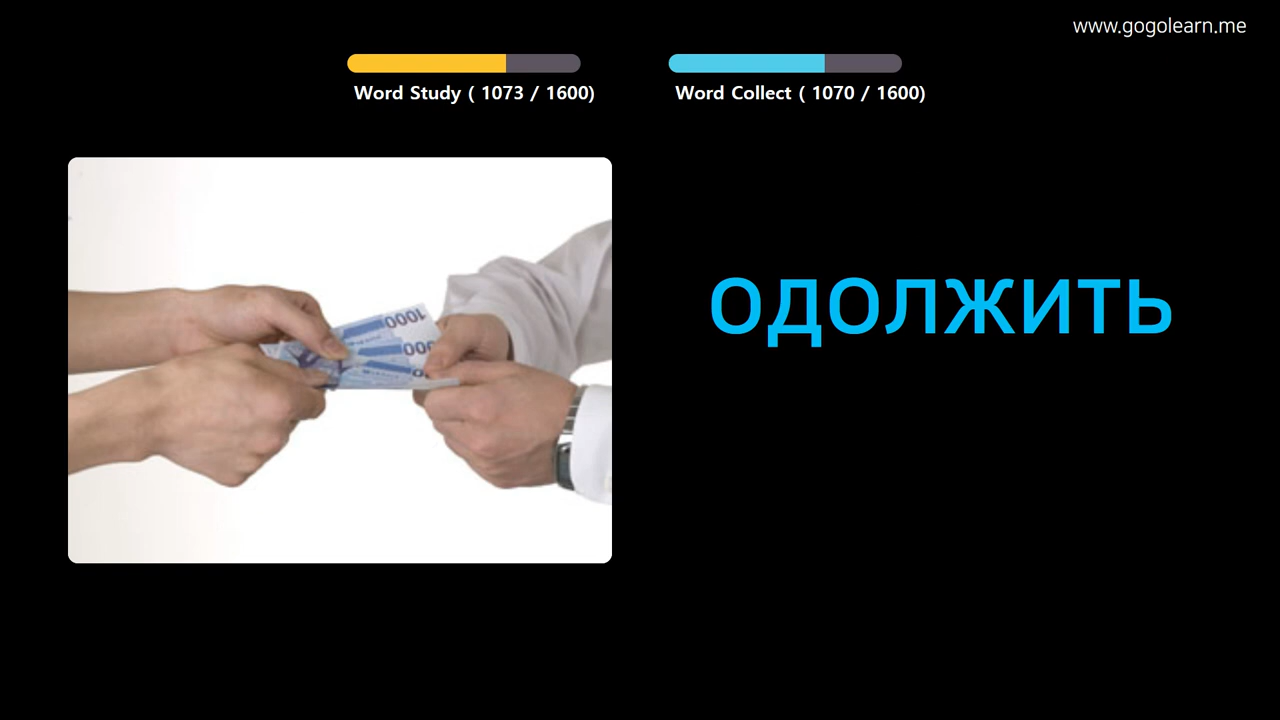 www.gogolearn.me
Word Study ( 1073 / 1600)
Word Collect ( 1070 / 1600)
одолжить
1000